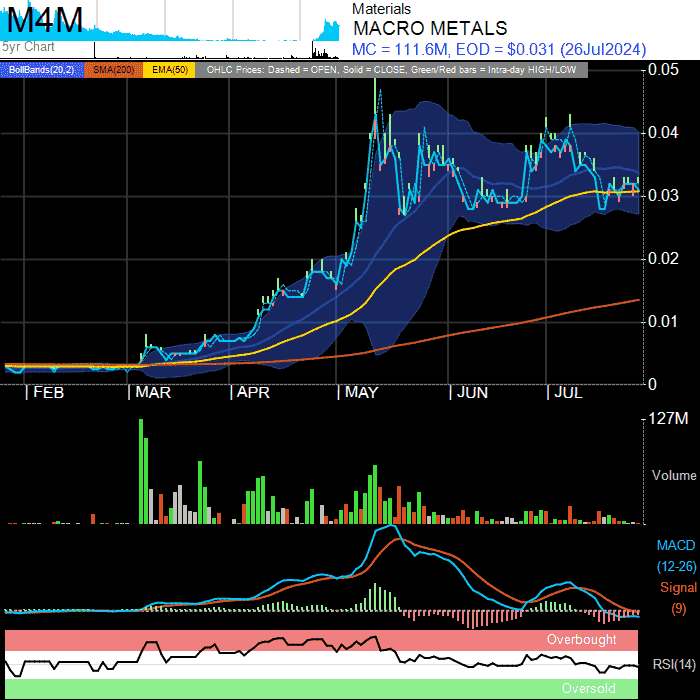 M4M
5yr Chart
Materials
MACRO METALS
MC = 111.6M, EOD = $0.031 (26Jul2024)
BollBands(20,2) SMA(200) EMA(50) OHLC Prices: Dashed = OPEN, Solid = CLOSE, Green/Red bars = Intra-day HIGH/LOW
0.05
0.04
0.03
0.02
0.01
0
FEB MAR APR MAY JUN JUL
127M
Volume
MACD
(12-26)
Signal
(9)
Overbought
RSI(14)
Oversold